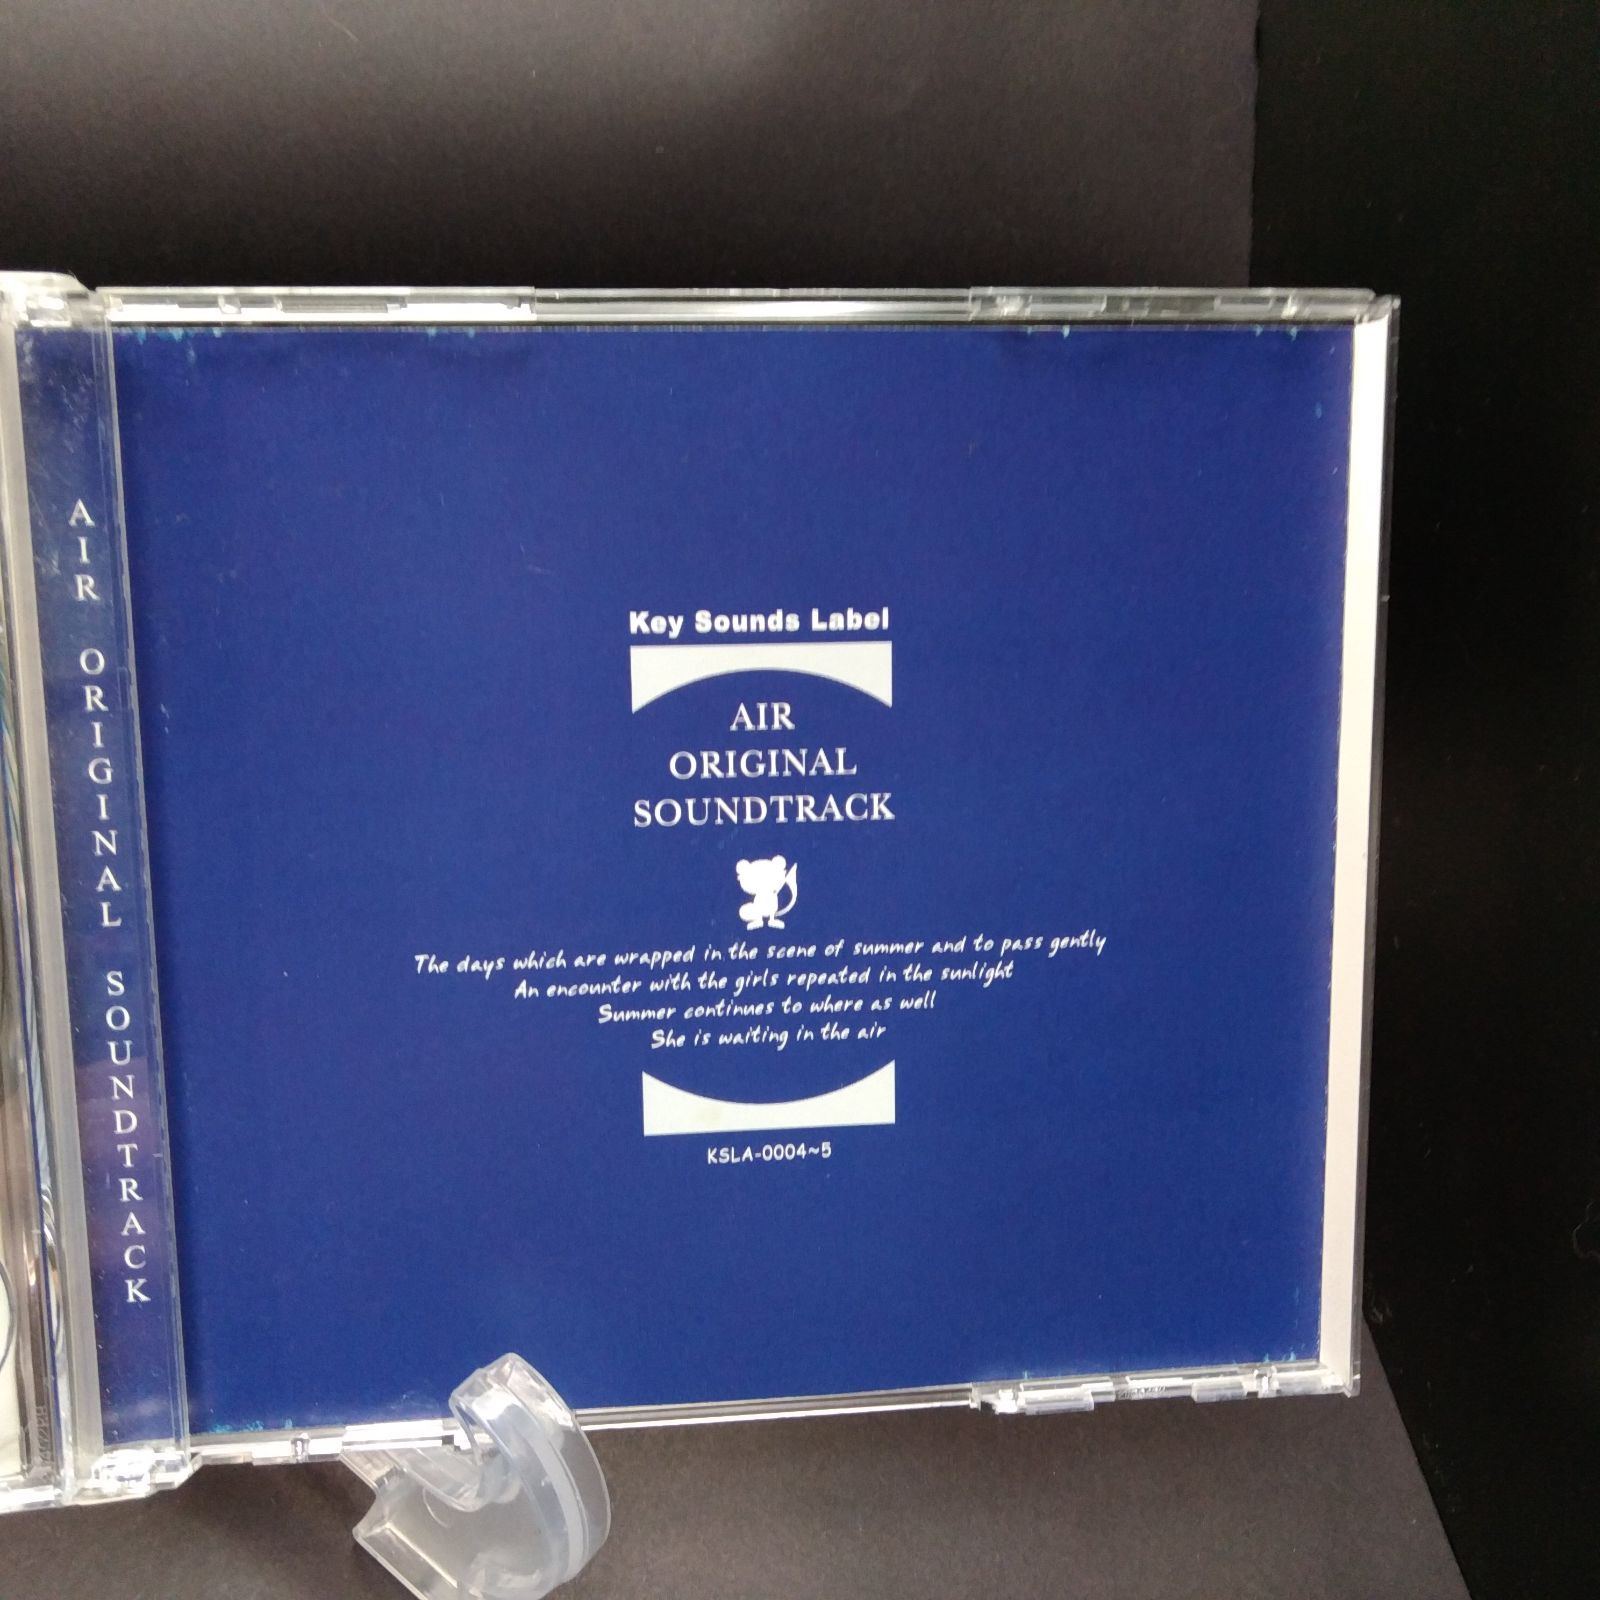 AIR ORIGINAL SOUNDTRACK
Key Sounds Label
AIR
ORIGINAL
SOUNDTRACK
The days which are wrapped in the scene of summer and to pass gently
An encounter with the girls repeated in the sunlight
Summer continues to where as well
She is waiting in the air
KSLA-0004~5